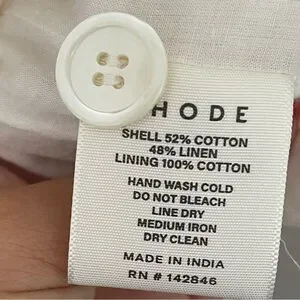 HODE
SHELL 52% COTTON
48% LINEN
LINING 100% COTTON
HAND WASH COLD
DO NOT BLEACH
LINE DRY
MEDIUM IRON
DRY CLEAN
MADE IN INDIA
RN # 142846